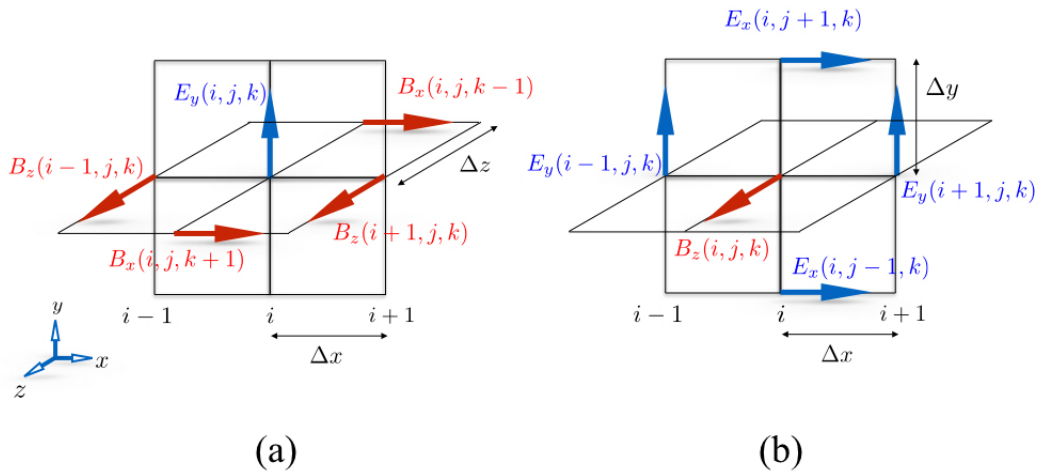 E_y(i, j, k)
B_x(i, j, k − 1)
B_z(i − 1, j, k)
Δz
B_z(i + 1, j, k)
B_x(i, j, k + 1)
i − 1
i
i + 1
Δx
y
x
z
(a)
E_x(i, j + 1, k)
Δy
E_y(i − 1, j, k)
E_y(i + 1, j, k)
B_z(i, j, k)
E_x(i, j − 1, k)
i − 1
i
i + 1
Δx
(b)